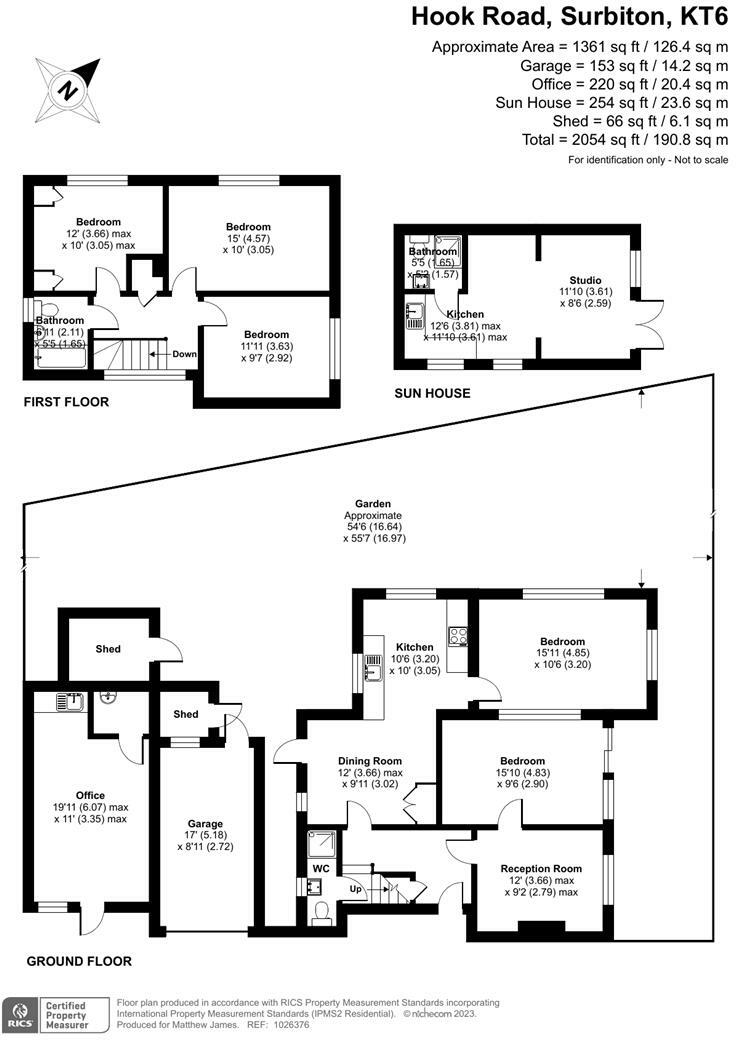 Hook Road, Surbiton, KT6
Approximate Area = 1361 sq ft / 126.4 sq m
Garage = 153 sq ft / 14.2 sq m
Office = 220 sq ft / 20.4 sq m
Sun House = 254 sq ft / 23.6 sq m
Shed = 66 sq ft / 6.1 sq m
Total = 2054 sq ft / 190.8 sq m
For identification only - Not to scale
N
Bedroom
12' (3.66) max
x 10' (3.05) max
Bedroom
15' (4.57)
x 10' (3.05)
Bathroom
11 (2.11)
x 5'5 (1.65)
Down
Bedroom
11'11 (3.63)
x 9'7 (2.92)
FIRST FLOOR
Bathroom
5'5 (1.65)
x 5'2 (1.57)
Kitchen
12'6 (3.81) max
x 11'10 (3.61) max
Studio
11'10 (3.61)
x 8'6 (2.59)
SUN HOUSE
Garden
Approximate
54'6 (16.64)
x 55'7 (16.97)
Shed
Kitchen
10'6 (3.20)
x 10' (3.05)
Bedroom
15'11 (4.85)
x 10'6 (3.20)
Shed
Dining Room
12' (3.66) max
x 9'11 (3.02)
Bedroom
15'10 (4.83)
x 9'6 (2.90)
Office
19'11 (6.07) max
x 11' (3.35) max
Garage
17' (5.18)
x 8'11 (2.72)
WC
Up
Reception Room
12' (3.66) max
x 9'2 (2.79) max
GROUND FLOOR
RICS
Certified
Property
Measurer
Floor plan produced in accordance with RICS Property Measurement Standards incorporating
International Property Measurement Standards (IPMS2 Residential). © nichecom 2023.
Produced for Matthew James. REF: 1026376